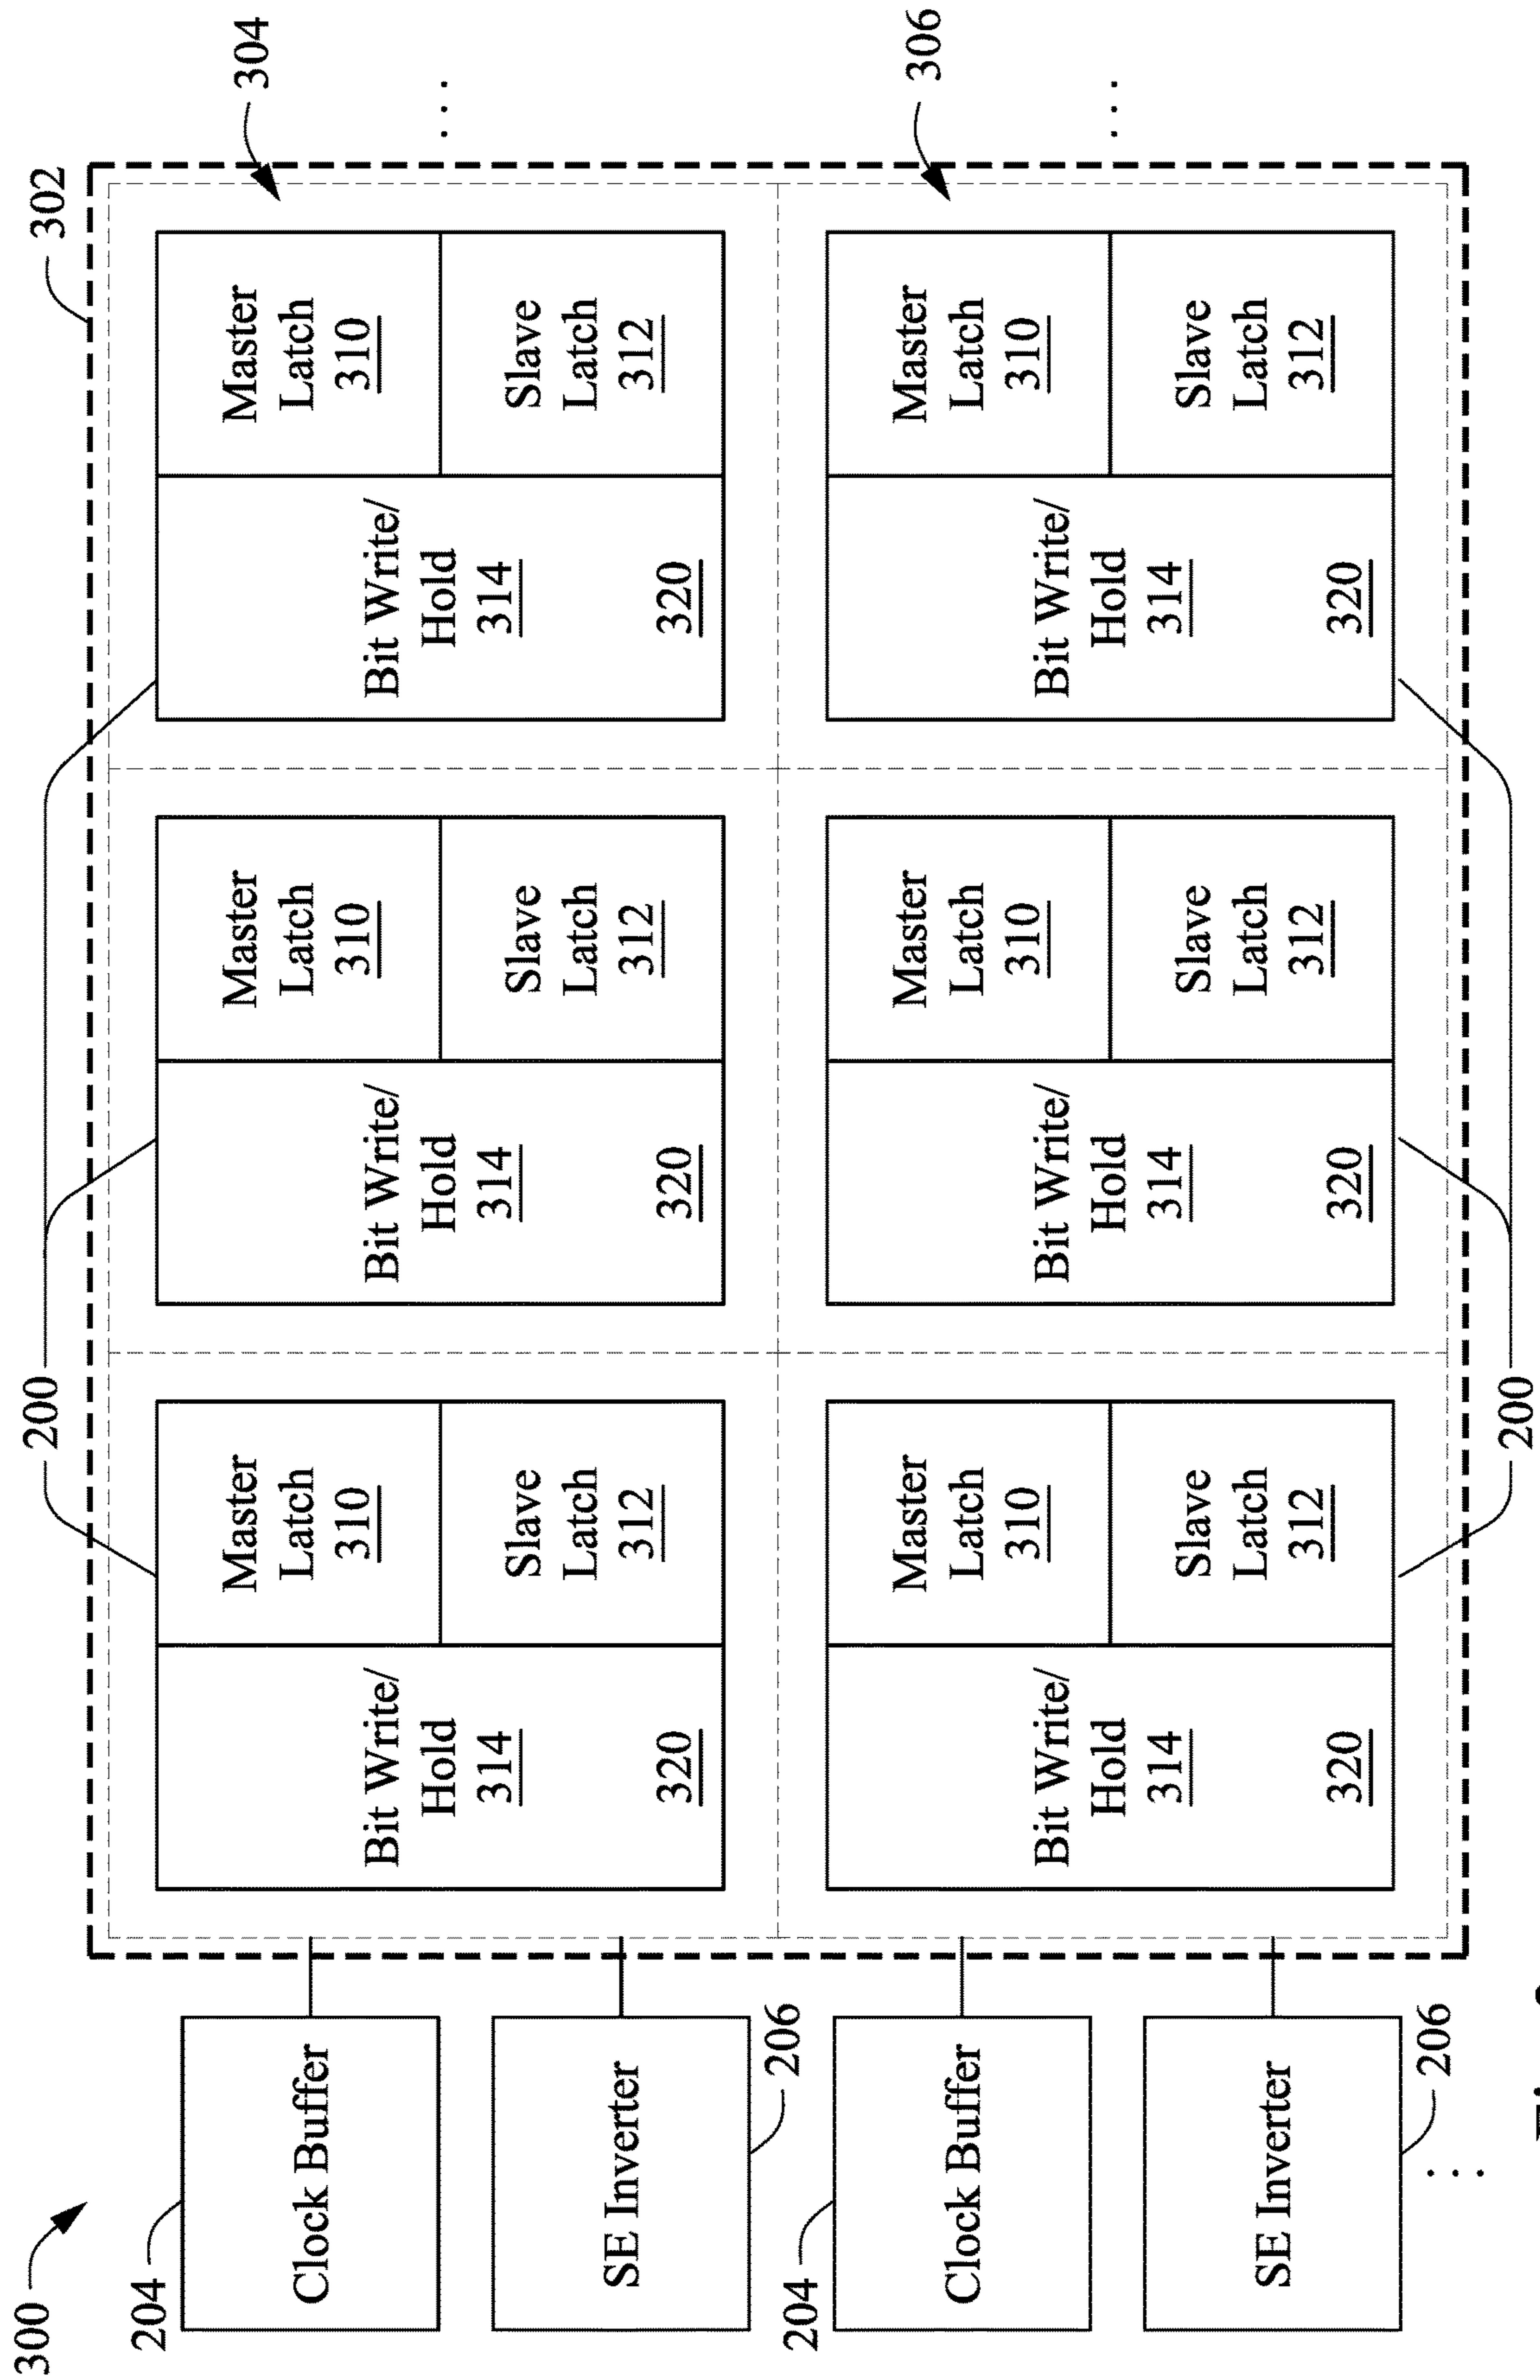 300
200
302
204
Clock Buffer
SE Inverter
206
304
Bit Write/
Hold
314
320
Master
Latch
310
Slave
Latch
312
Bit Write/
Hold
314
320
Master
Latch
310
Slave
Latch
312
Bit Write/
Hold
314
320
Master
Latch
310
Slave
Latch
312
. . .
204
Clock Buffer
SE Inverter
206
306
Bit Write/
Hold
314
320
Master
Latch
310
Slave
Latch
312
Bit Write/
Hold
314
320
Master
Latch
310
Slave
Latch
312
Bit Write/
Hold
314
320
Master
Latch
310
Slave
Latch
312
. . .
. . .
200